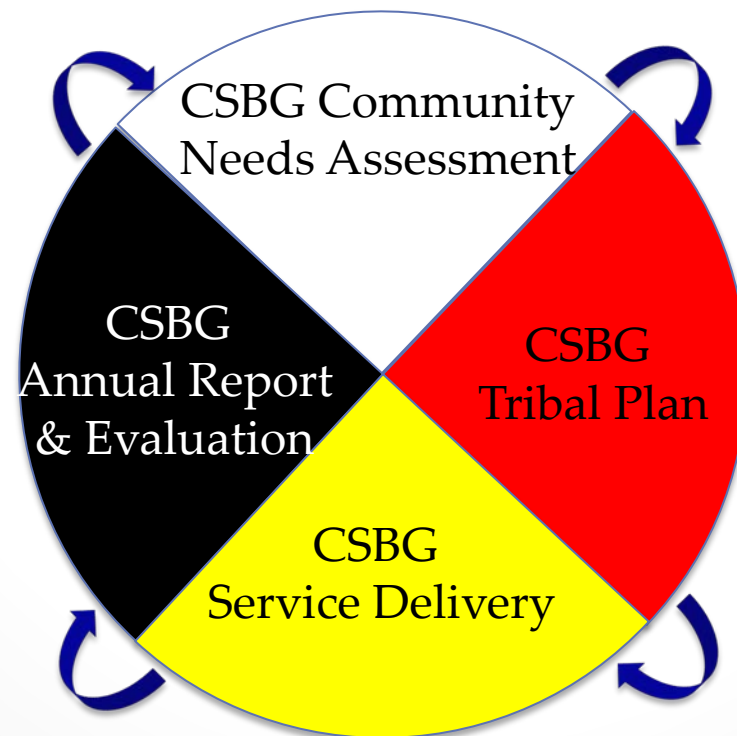 CSBG Community
Needs Assessment
CSBG
Tribal Plan
CSBG
Service Delivery
CSBG
Annual Report
& Evaluation